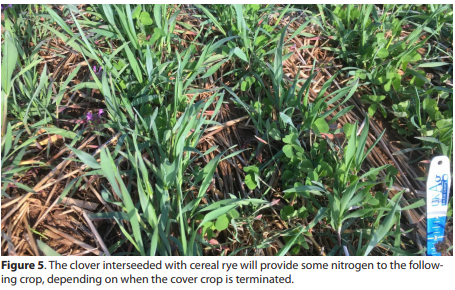 Figure 5. The clover interseeded with cereal rye will provide some nitrogen to the follow-
ing crop, depending on when the cover crop is terminated.